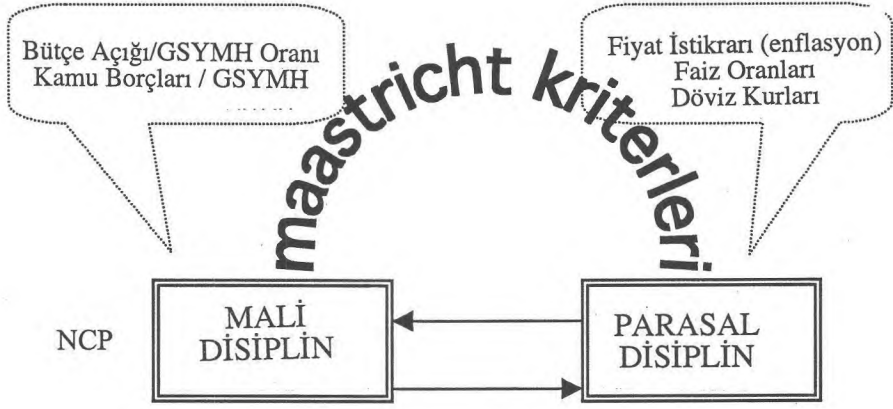 Bütçe Açığı/GSYMH Oranı
Kamu Borçları / GSYMH
Fiyat İstikrarı (enflasyon)
Faiz Oranları
Döviz Kurları
maastricht kriterleri
NCP
MALİ
DİSİPLİN
PARASAL
DİSİPLİN